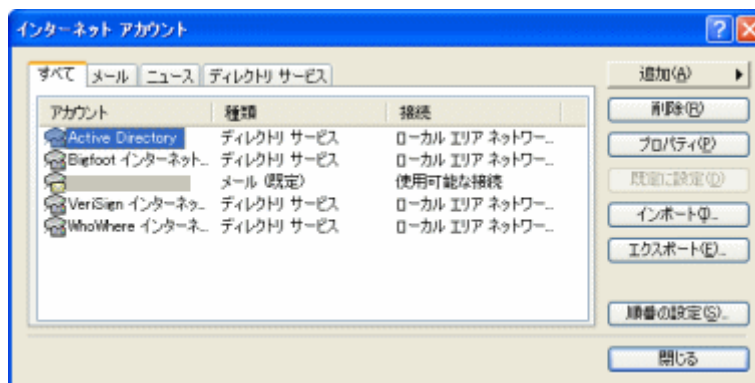 インターネット アカウント
すべて メール ニュース ディレクトリ サービス
追加(A)
アカウント 種類 接続
削除(R)
Active Directory ディレクトリ サービス ローカル エリア ネットワー...
プロパティ(P)
Bigfoot インターネット... ディレクトリ サービス ローカル エリア ネットワー...
メール (既定) 使用可能な接続
既定に設定(D)
VeriSign インターネッ... ディレクトリ サービス ローカル エリア ネットワー...
インポート(I)...
WhoWhere インターネ... ディレクトリ サービス ローカル エリア ネットワー...
エクスポート(E)...
順番の設定(S)...
閉じる